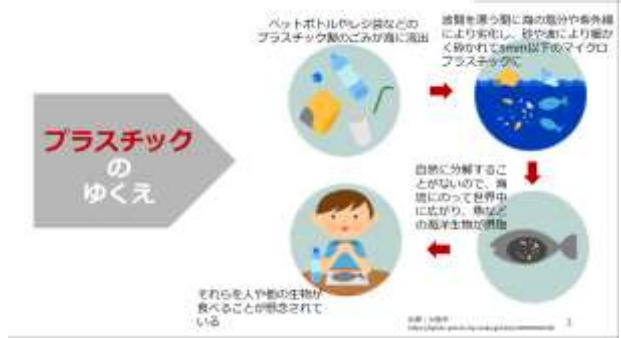 プラスチック
の
ゆくえ
ペットボトルやレジ袋などの
プラスチック製のごみが海に流出
波間を漂う間に海の塩分や紫外線
により劣化し、砂や波により細か
く砕かれて5mm以下のマイクロ
プラスチックに
自然に分解するこ
とがないので、海
流にのって世界中
に広がり、魚など
の海洋生物が摂取
それらを人や他の生物が
食べることが懸念されて
いる